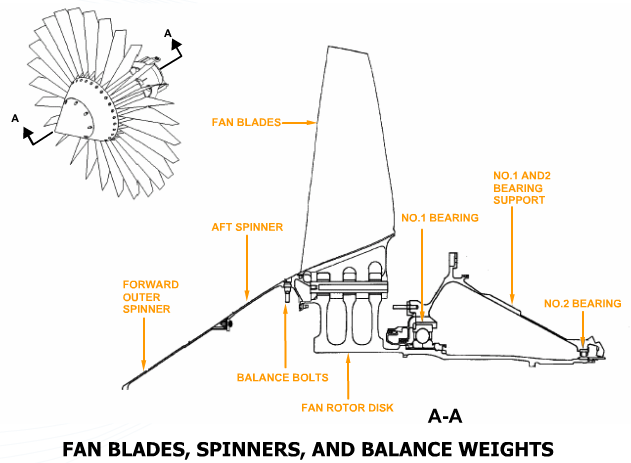 A
A
FAN BLADES
NO.1 AND2
BEARING
SUPPORT
NO.1 BEARING
AFT SPINNER
FORWARD
OUTER
SPINNER
NO.2 BEARING
BALANCE BOLTS
FAN ROTOR DISK
A-A
FAN BLADES, SPINNERS, AND BALANCE WEIGHTS